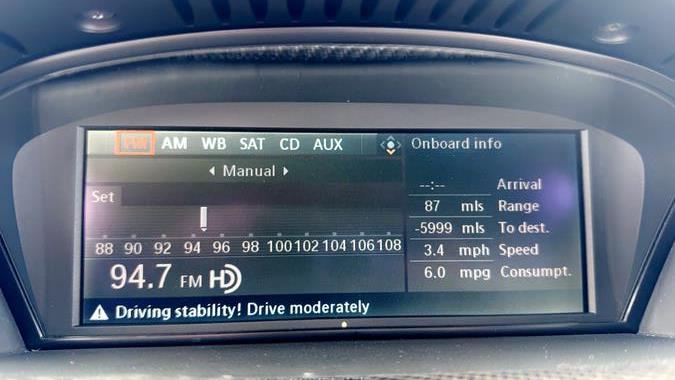 FM AM WB SAT CD AUX
Onboard info
Manual
Set
88 90 92 94 96 98 100 102 104 106 108
94.7 FM HD
--:-- Arrival
87 mls Range
-5999 mls To dest.
3.4 mph Speed
6.0 mpg Consumpt.
Driving stability! Drive moderately